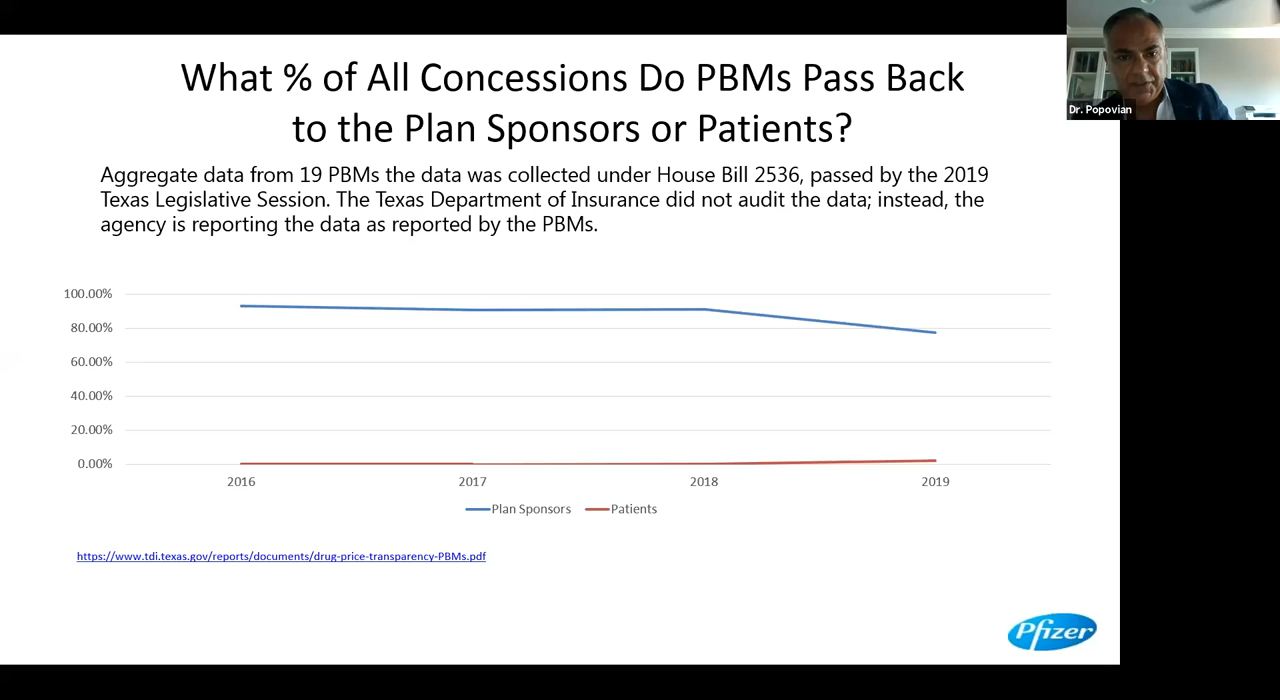 What % of All Concessions Do PBMs Pass Back
to the Plan Sponsors or Patients?
Dr. Popovian
Aggregate data from 19 PBMs the data was collected under House Bill 2536, passed by the 2019
Texas Legislative Session. The Texas Department of Insurance did not audit the data; instead, the
agency is reporting the data as reported by the PBMs.
100.00%
80.00%
60.00%
40.00%
20.00%
0.00%
2016 2017 2018 2019
Plan Sponsors Patients
https://www.tdi.texas.gov/reports/documents/drug-price-transparency-PBMs.pdf
Pfizer